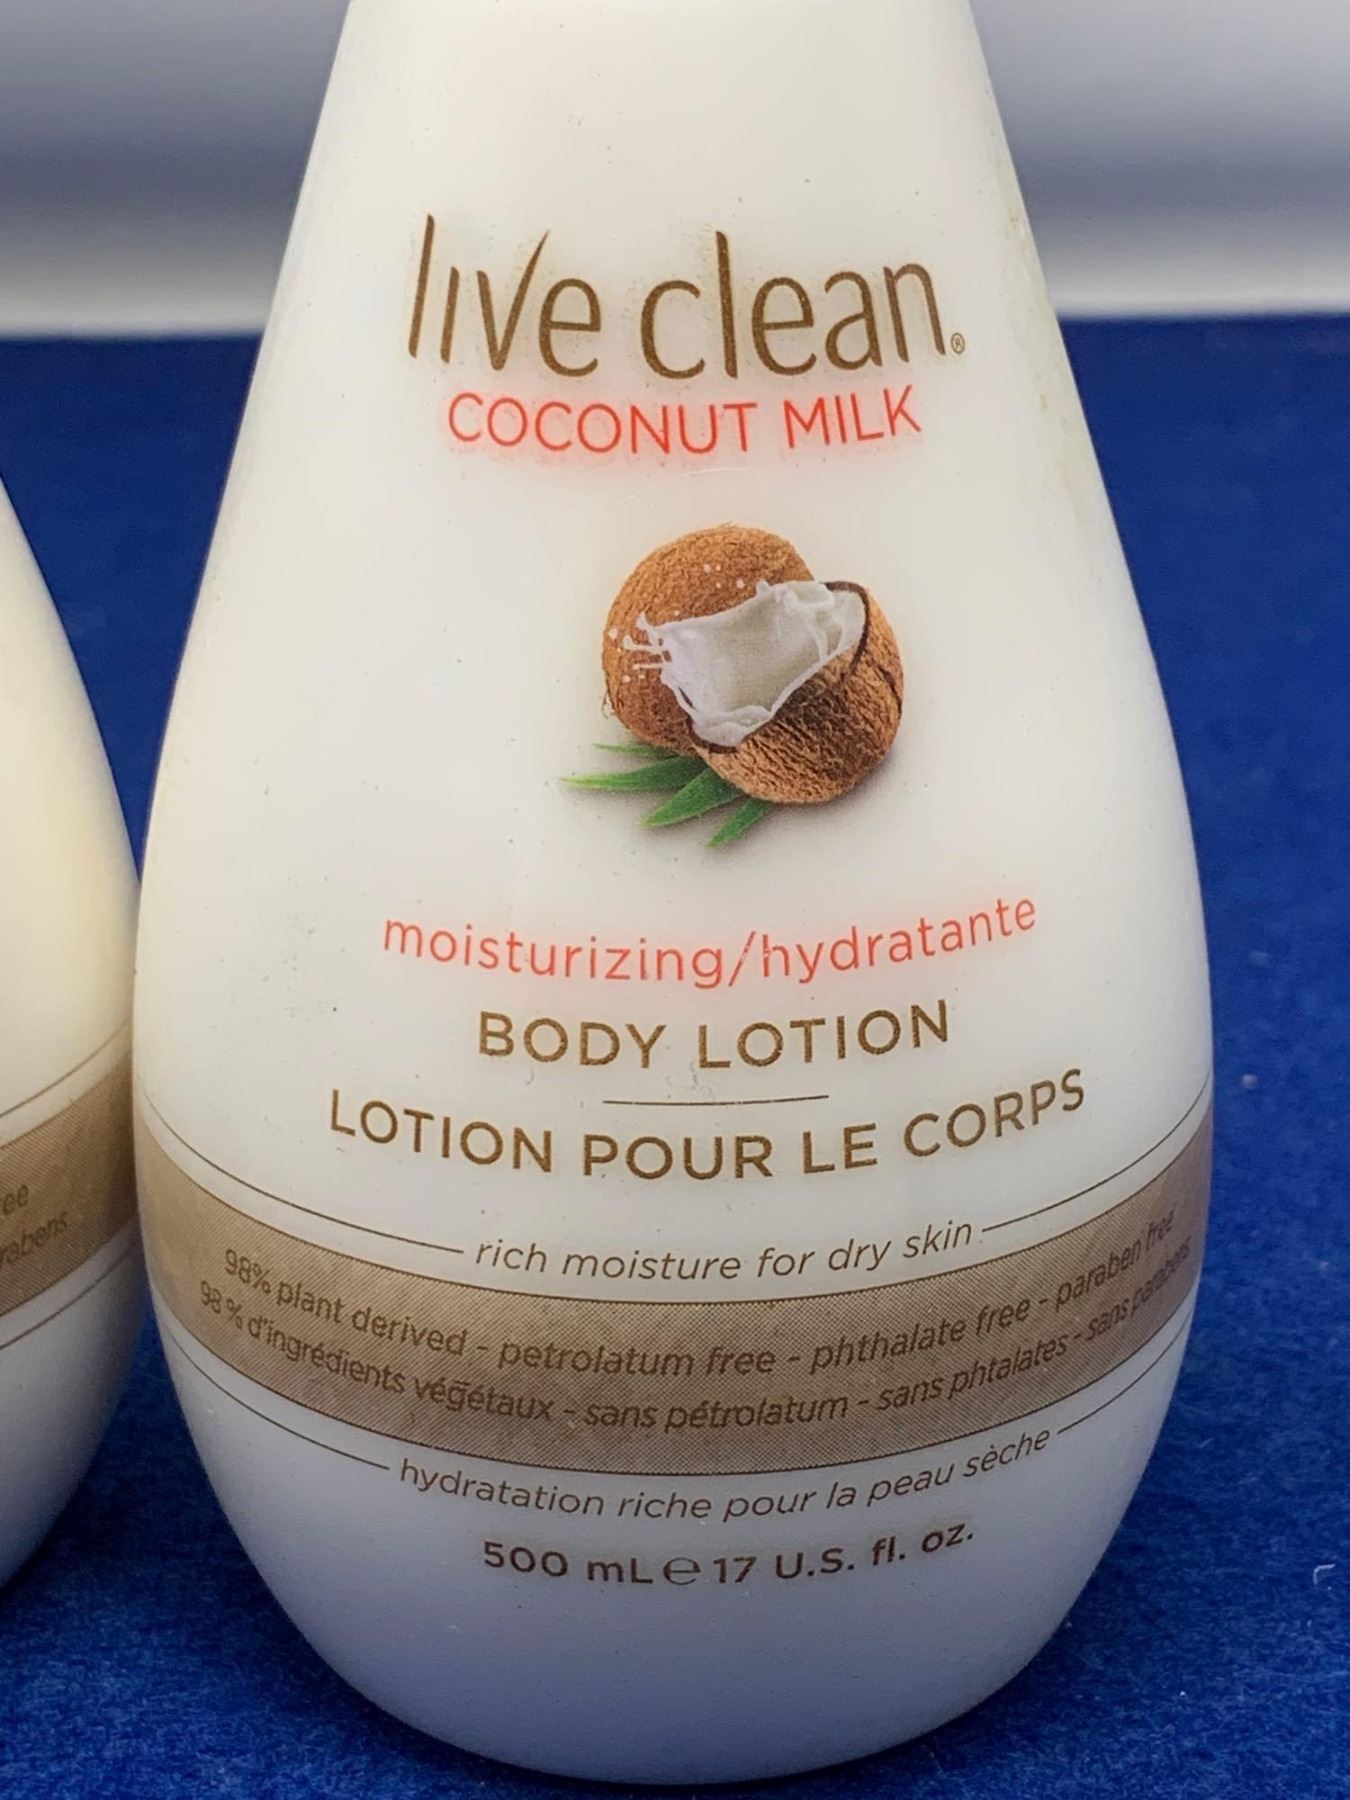 live clean®
COCONUT MILK
moisturizing/hydratante
BODY LOTION
LOTION POUR LE CORPS
rich moisture for dry skin
98% plant derived - petrolatum free - phthalate free - paraben free
98 % d'ingrédients végétaux - sans pétrolatum - sans phtalates - sans parabens
hydratation riche pour la peau sèche
500 mL ℮ 17 U.S. fl. oz.